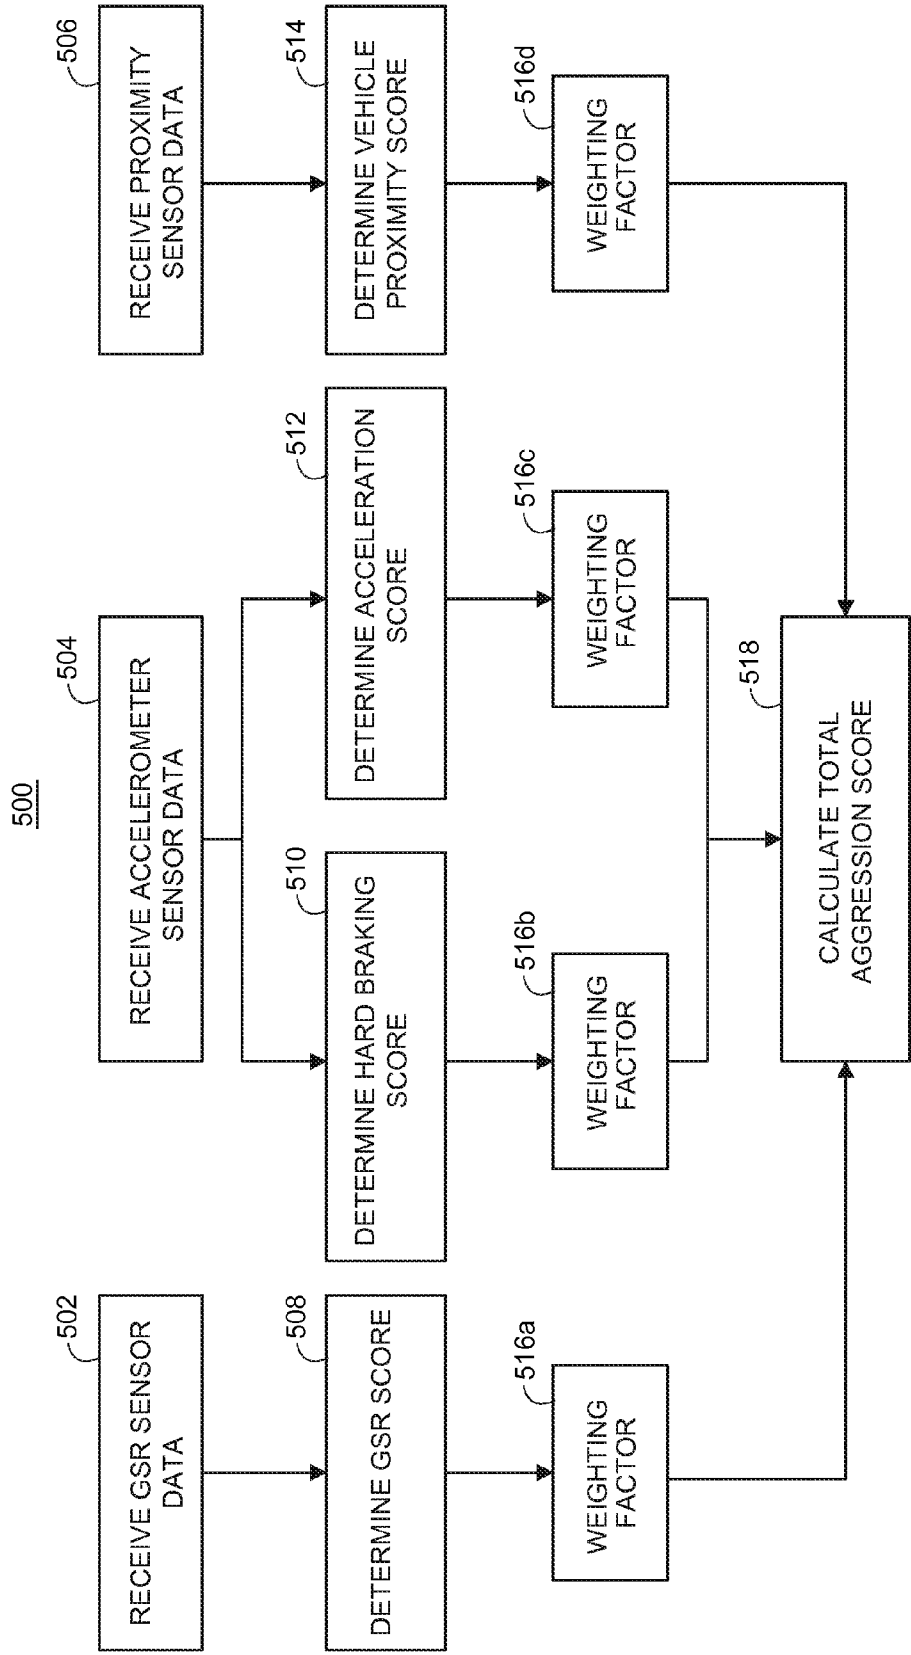 500
502
RECEIVE GSR SENSOR
DATA
504
RECEIVE ACCELEROMETER
SENSOR DATA
506
RECEIVE PROXIMITY
SENSOR DATA
508
DETERMINE GSR SCORE
510
DETERMINE HARD BRAKING
SCORE
512
DETERMINE ACCELERATION
SCORE
514
DETERMINE VEHICLE
PROXIMITY SCORE
516a
WEIGHTING
FACTOR
516b
WEIGHTING
FACTOR
516c
WEIGHTING
FACTOR
516d
WEIGHTING
FACTOR
518
CALCULATE TOTAL
AGGRESSION SCORE